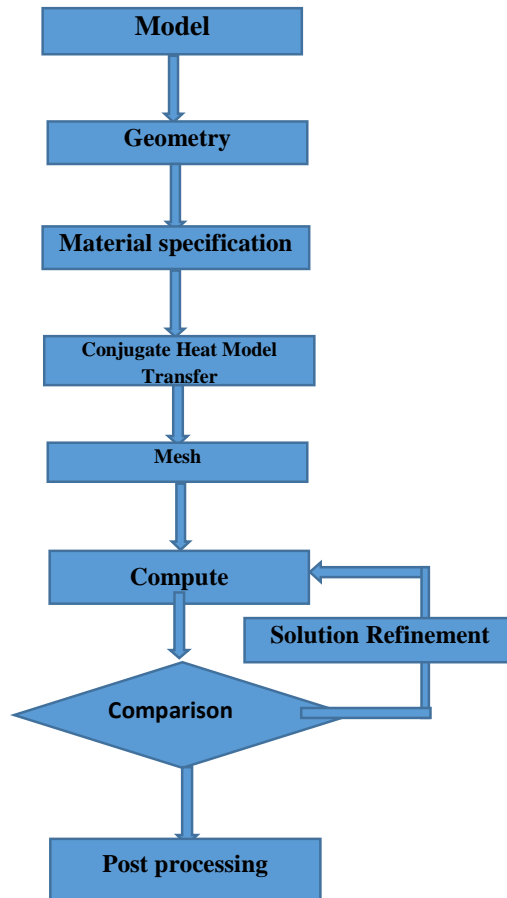 Model
Geometry
Material specification
Conjugate Heat Model
Transfer
Mesh
Compute
Solution Refinement
Comparison
Post processing